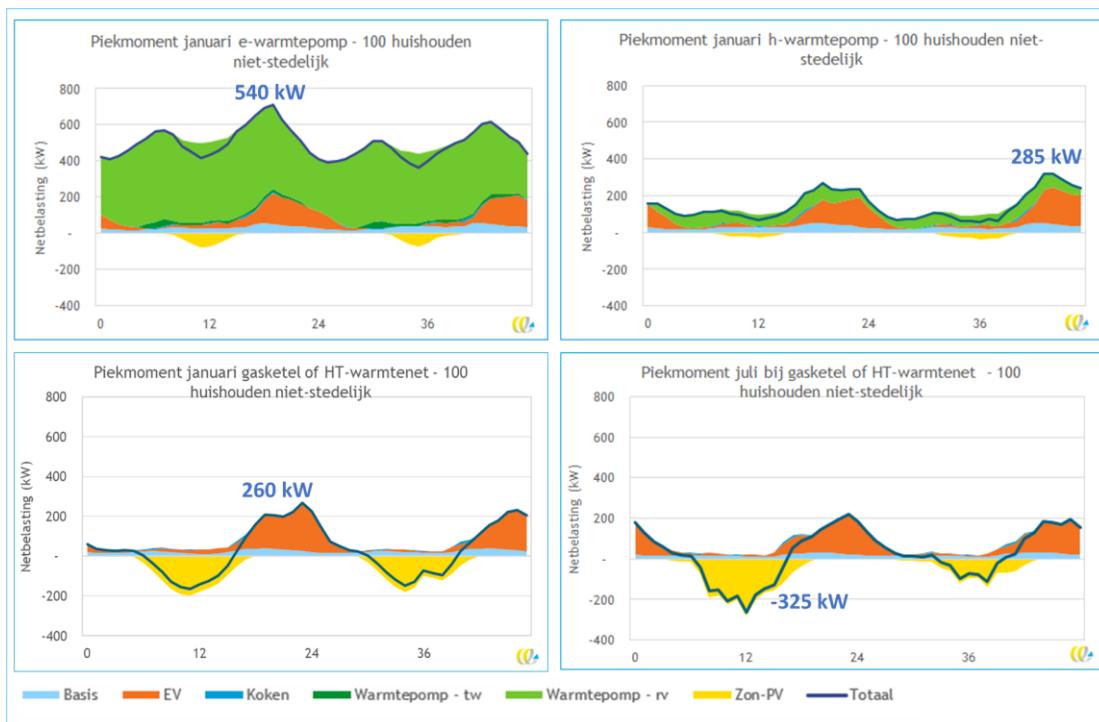 Piekmoment januari e-warmtepomp - 100 huishouden
niet-stedelijk
540 kW
Netbelasting (kW)
800
600
400
200
-
-200
-400
0
12
24
36
Piekmoment januari h-warmtepomp - 100 huishouden niet-
stedelijk
285 kW
Netbelasting (kW)
800
600
400
200
-
-200
-400
0
12
24
36
Piekmoment januari gasketel of HT-warmtenet - 100
huishouden niet-stedelijk
260 kW
Netbelasting (kW)
800
600
400
200
-
-200
-400
0
12
24
36
Piekmoment juli bij gasketel of HT-warmtenet - 100
huishouden niet-stedelijk
-325 kW
Netbelasting (kW)
800
600
400
200
-
-200
-400
0
12
24
36
Basis EV Koken Warmtepomp - tw Warmtepomp - rv Zon-PV Totaal